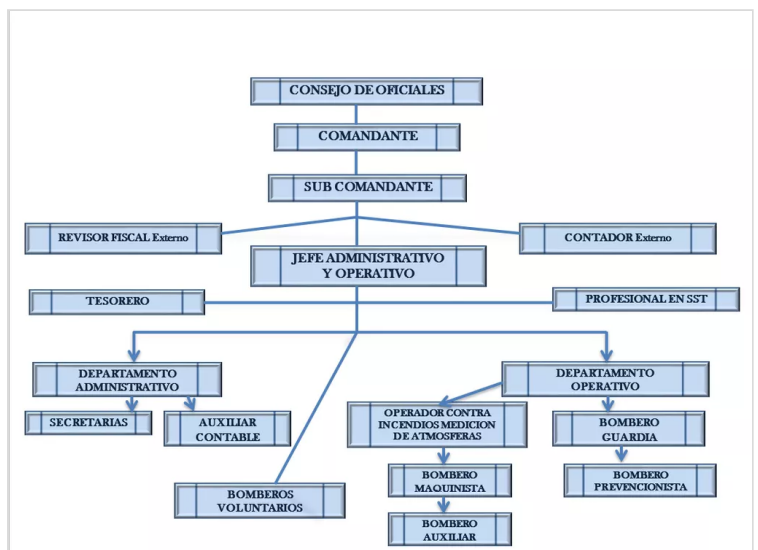 CONSEJO DE OFICIALES
COMANDANTE
SUB COMANDANTE
REVISOR FISCAL Externo
CONTADOR Externo
JEFE ADMINISTRATIVO
Y OPERATIVO
TESORERO
PROFESIONAL EN SST
DEPARTAMENTO
ADMINISTRATIVO
DEPARTAMENTO
OPERATIVO
SECRETARIAS
AUXILIAR
CONTABLE
OPERADOR CONTRA
INCENDIOS MEDICION
DE ATMOSFERAS
BOMBERO
GUARDIA
BOMBERO
MAQUINISTA
BOMBERO
PREVENCIONISTA
BOMBEROS
VOLUNTARIOS
BOMBERO
AUXILIAR